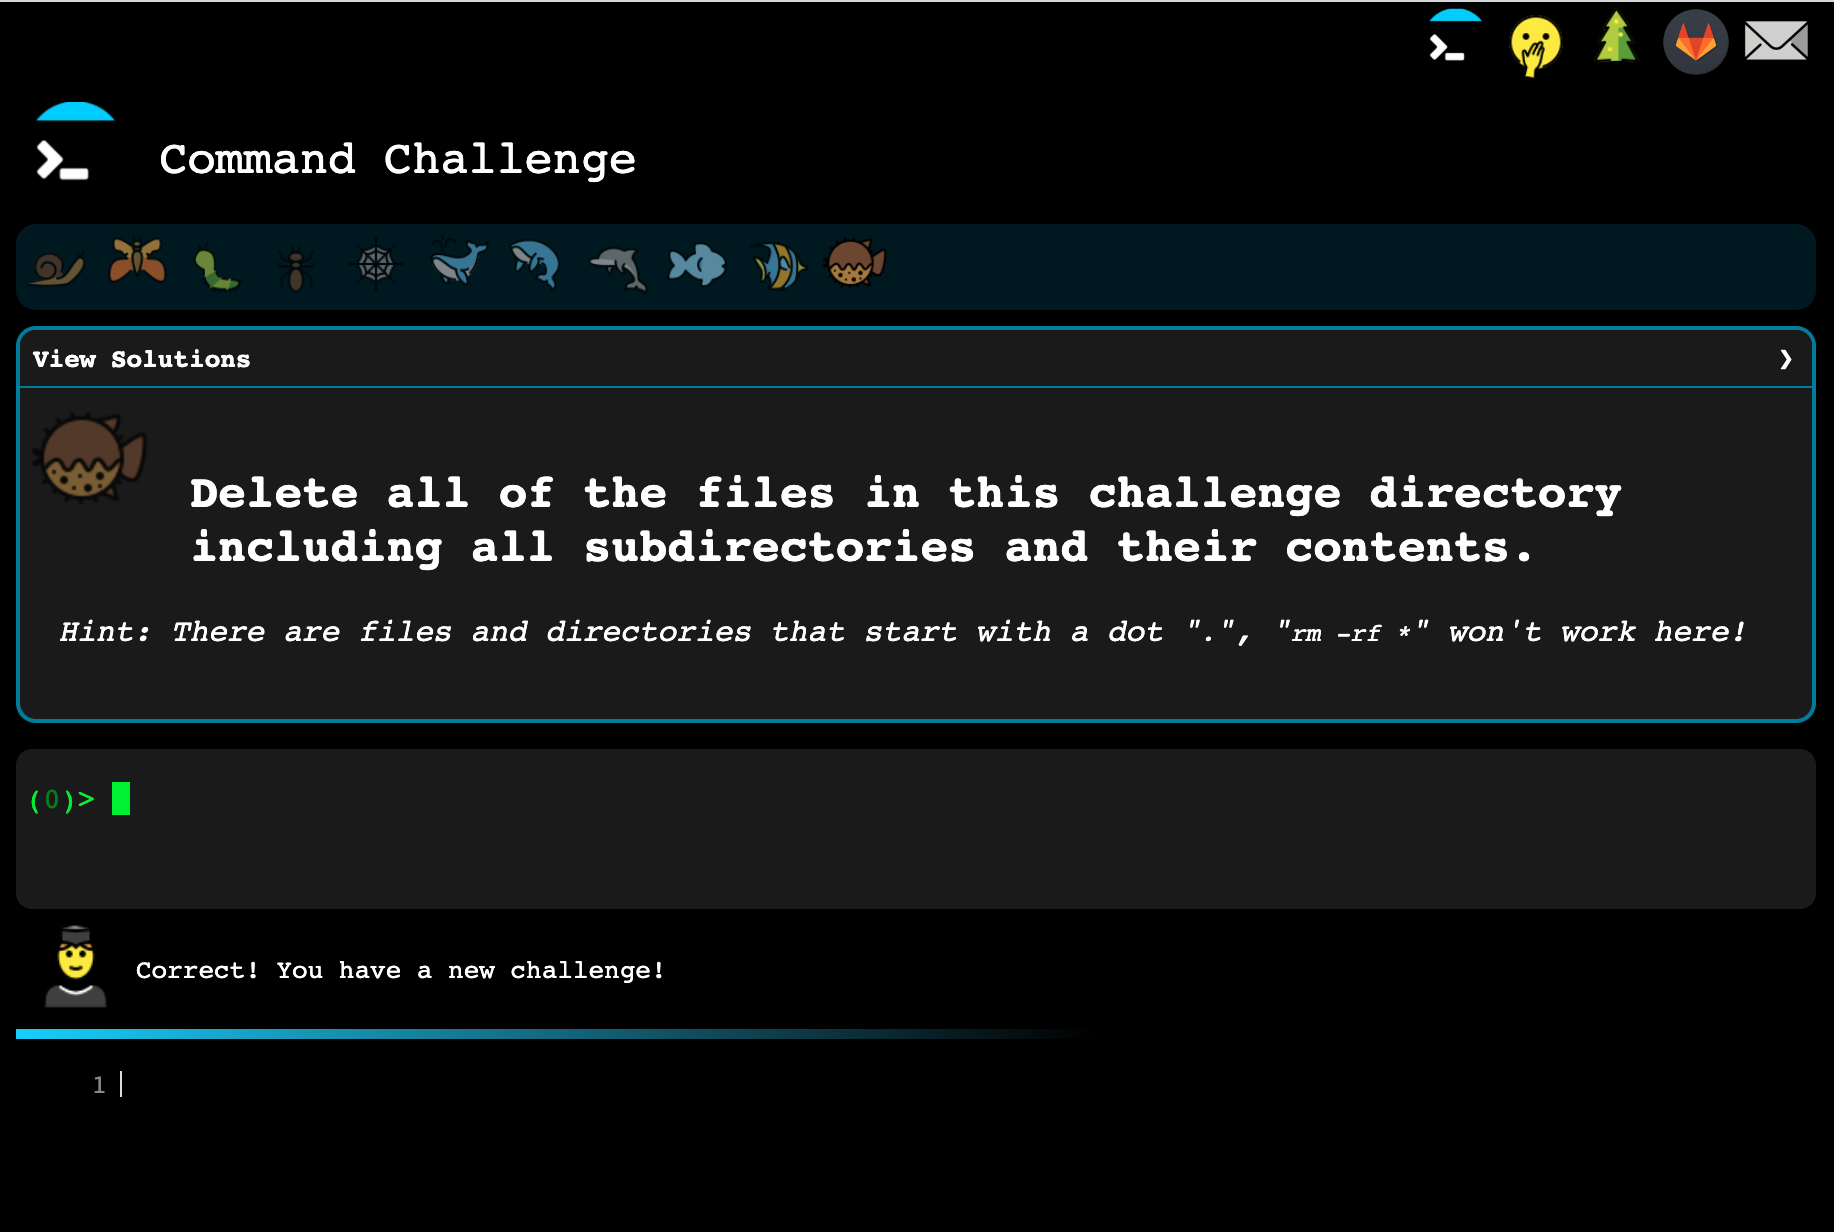 Command Challenge
View Solutions
Delete all of the files in this challenge directory
including all subdirectories and their contents.
Hint: There are files and directories that start with a dot ".", "rm -rf *" won't work here!
(0)>
Correct! You have a new challenge!
1